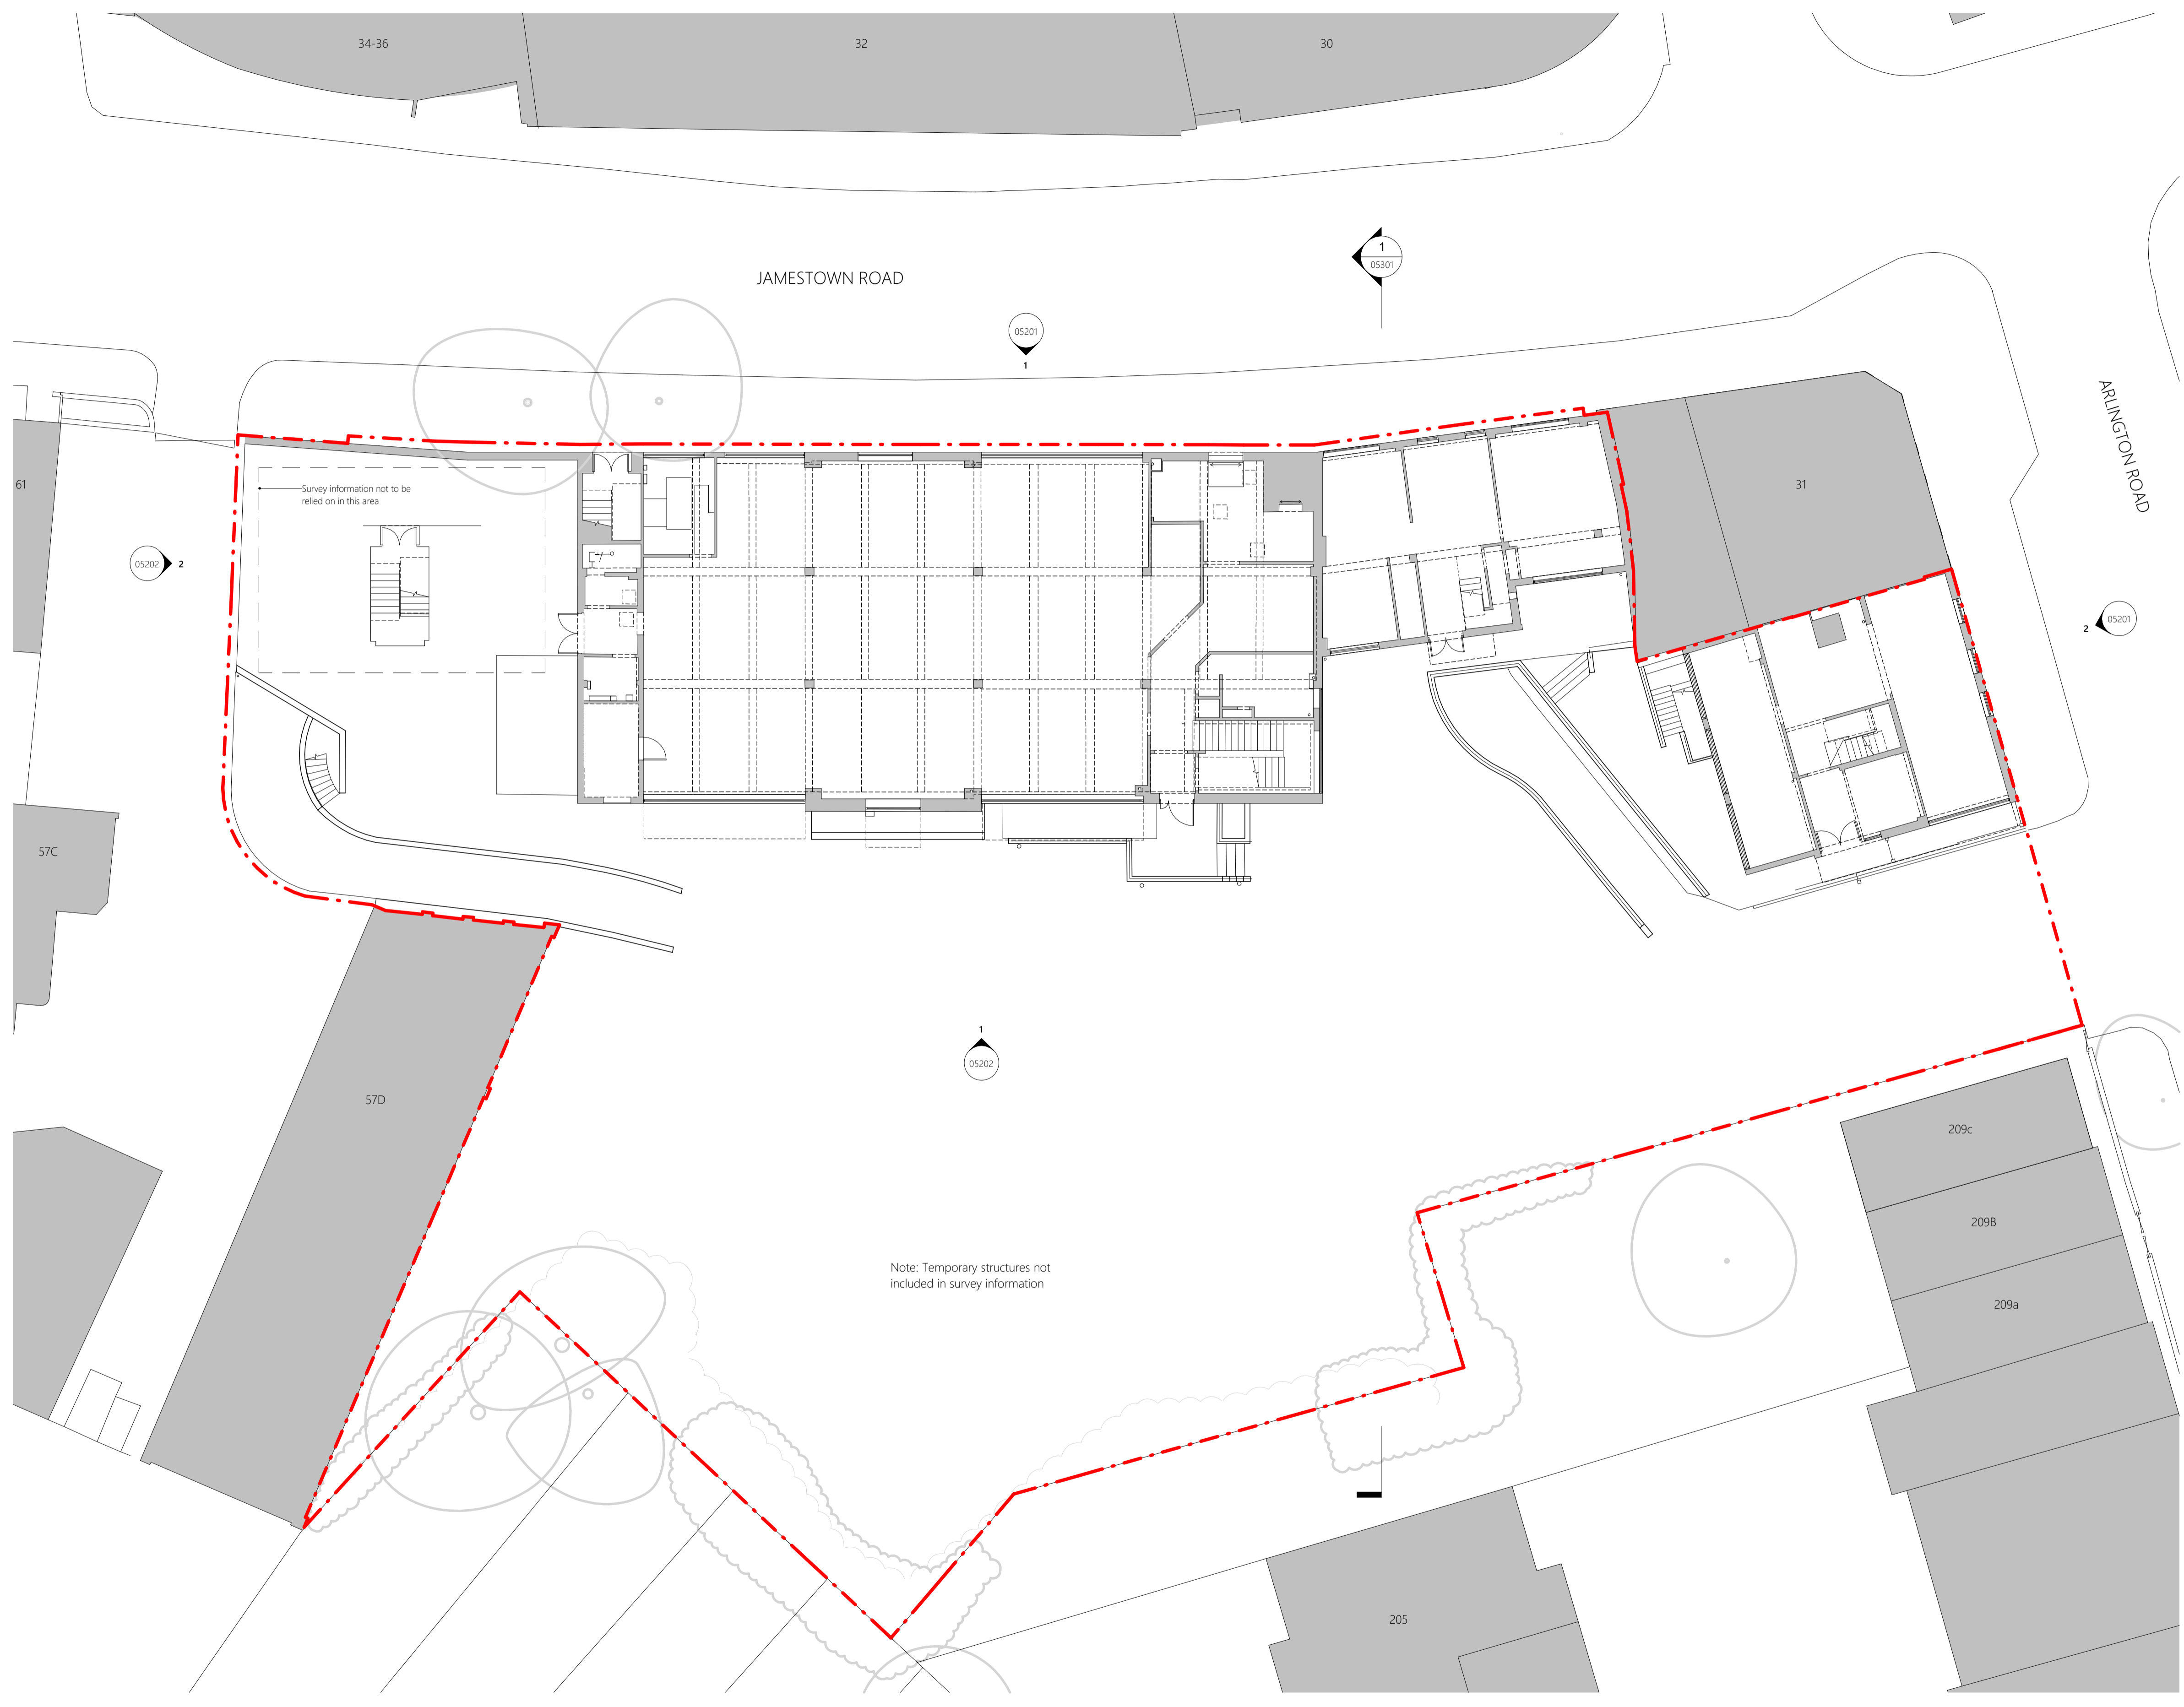 34-36
32
30
JAMESTOWN ROAD
1
05301
05201
1
ARLINGTON ROAD
61
Survey information not to be
relied on in this area
31
05202
2
2
05201
57C
1
05202
57D
209c
209B
Note: Temporary structures not
included in survey information
209a
205